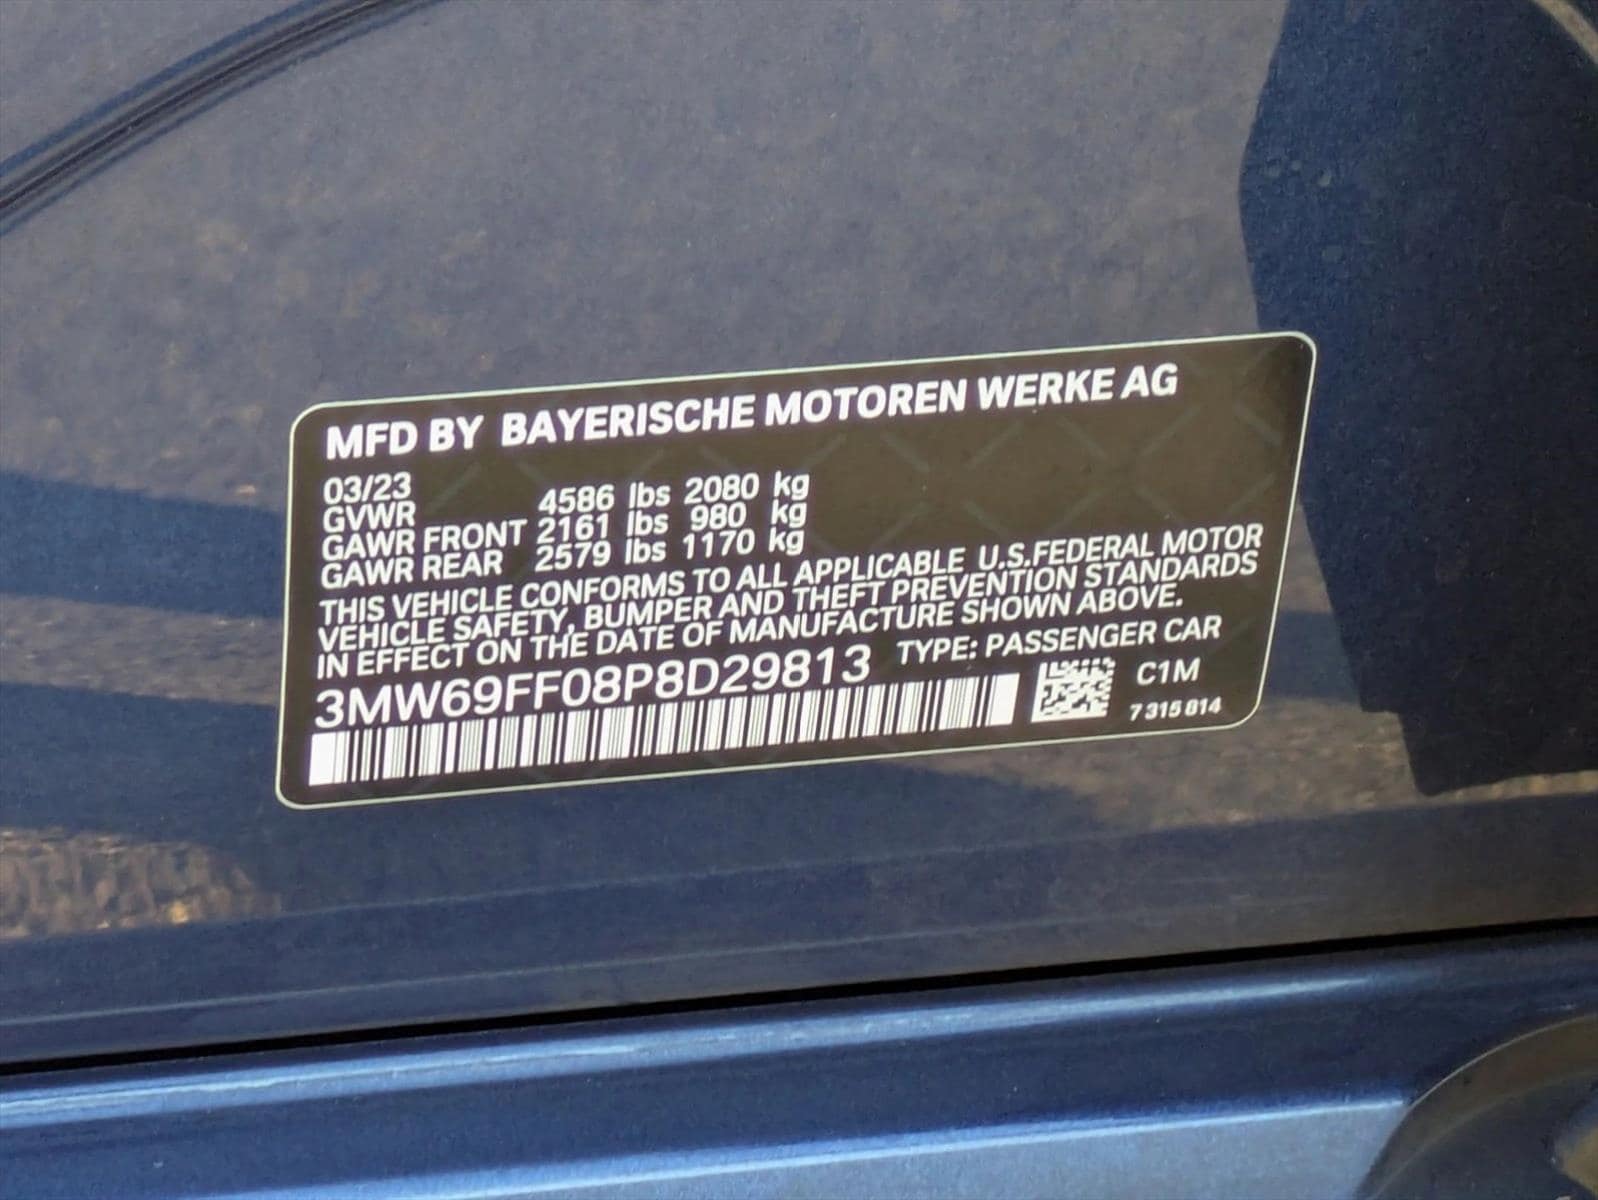 MFD BY BAYERISCHE MOTOREN WERKE AG
03/23
GVWR 4586 lbs 2080 kg
GAWR FRONT 2161 lbs 980 kg
GAWR REAR 2579 lbs 1170 kg
THIS VEHICLE CONFORMS TO ALL APPLICABLE U.S.FEDERAL MOTOR
VEHICLE SAFETY, BUMPER AND THEFT PREVENTION STANDARDS
IN EFFECT ON THE DATE OF MANUFACTURE SHOWN ABOVE.
3MW69FF08P8D29813 TYPE: PASSENGER CAR
C1M
7 315 814